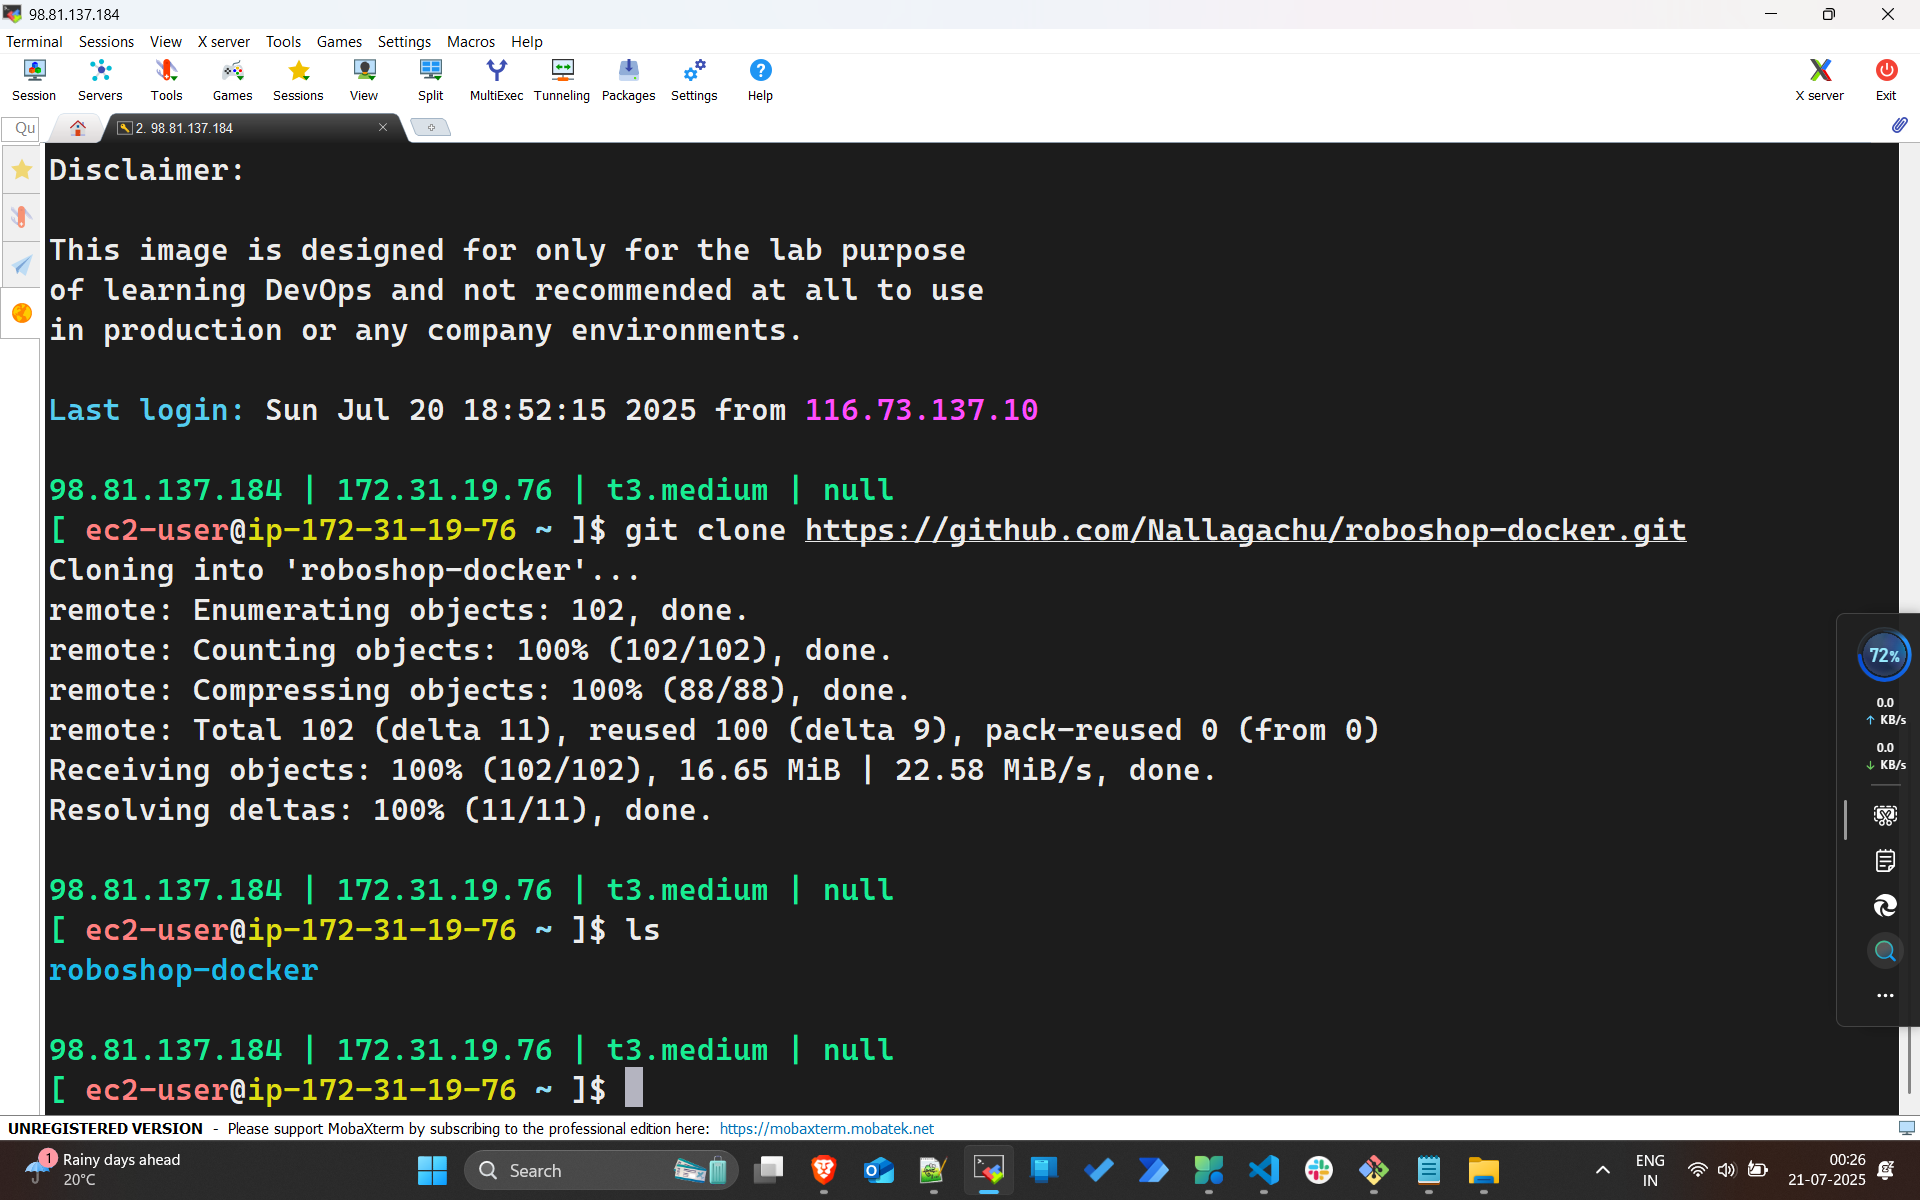 98.81.137.184
Terminal Sessions View X server Tools Games Settings Macros Help
Session Servers Tools Games Sessions View Split MultiExec Tunneling Packages Settings Help X server Exit
Qu 2. 98.81.137.184
Disclaimer:
This image is designed for only for the lab purpose
of learning DevOps and not recommended at all to use
in production or any company environments.
Last login: Sun Jul 20 18:52:15 2025 from 116.73.137.10
98.81.137.184 | 172.31.19.76 | t3.medium | null
[ ec2-user@ip-172-31-19-76 ~ ]$ git clone https://github.com/Nallagachu/roboshop-docker.git
Cloning into 'roboshop-docker'...
remote: Enumerating objects: 102, done.
remote: Counting objects: 100% (102/102), done.
remote: Compressing objects: 100% (88/88), done.
remote: Total 102 (delta 11), reused 100 (delta 9), pack-reused 0 (from 0)
Receiving objects: 100% (102/102), 16.65 MiB | 22.58 MiB/s, done.
Resolving deltas: 100% (11/11), done.
98.81.137.184 | 172.31.19.76 | t3.medium | null
[ ec2-user@ip-172-31-19-76 ~ ]$ ls
roboshop-docker
98.81.137.184 | 172.31.19.76 | t3.medium | null
[ ec2-user@ip-172-31-19-76 ~ ]$
72%
0.0
↑ KB/s
0.0
↓ KB/s
UNREGISTERED VERSION - Please support MobaXterm by subscribing to the professional edition here: https://mobaxterm.mobatek.net
1 Rainy days ahead
20°C
Search
ENG
IN
00:26
21-07-2025